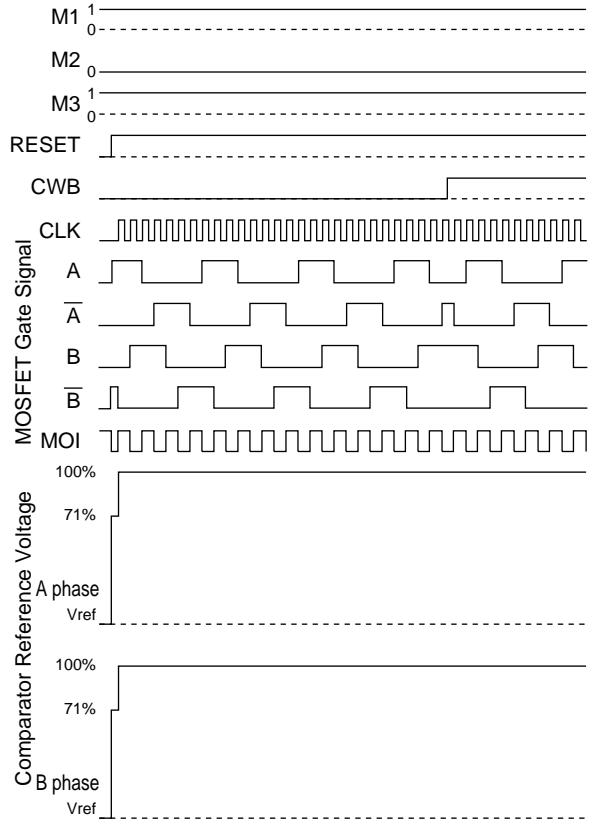 M1 1
0
M2 0
M3 1
0
RESET
CWB
CLK
MOSFET Gate Signal
A
A̅
B
B̅
MOI
Comparator Reference Voltage
100%
71%
A phase
Vref
100%
71%
B phase
Vref